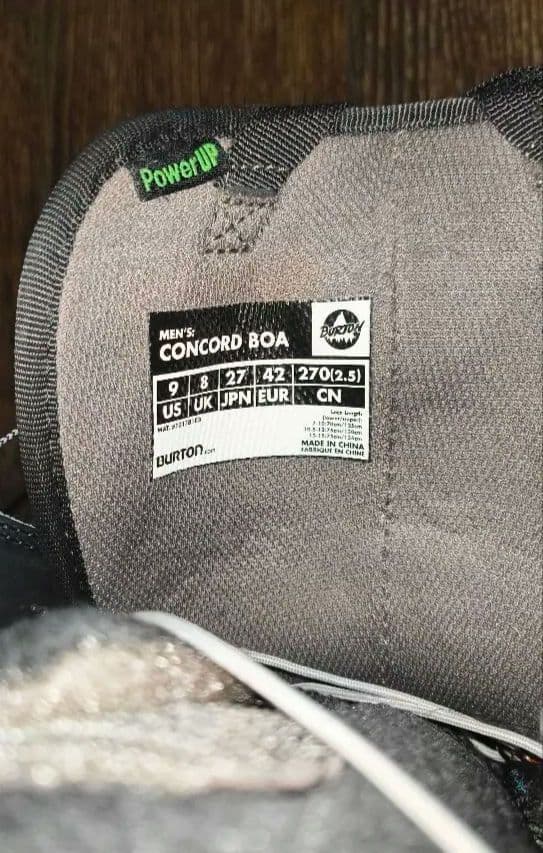 PowerUP
MEN'S:
CONCORD BOA
BURTON
9 8 27 42 270(2.5)
US UK JPN EUR CN
MADE IN CHINA
FABRIQUE EN CHINE
BURTON.com